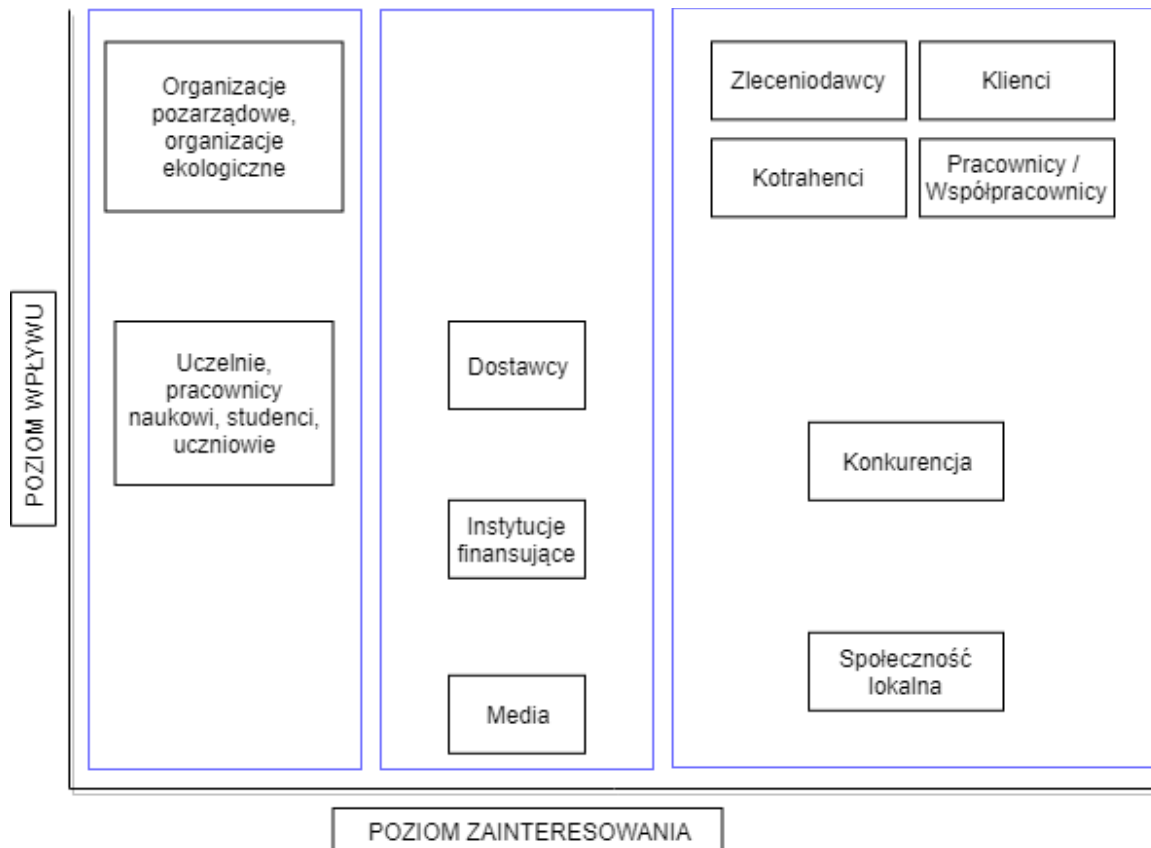 Organizacje
pozarządowe,
organizacje
ekologiczne
Zleceniodawcy
Klienci
Kotrahenci
Pracownicy /
Współpracownicy
POZIOM WPŁYWU
Uczelnie,
pracownicy
naukowi, studenci,
uczniowie
Dostawcy
Konkurencja
Instytucje
finansujące
Społeczność
lokalna
Media
POZIOM ZAINTERESOWANIA